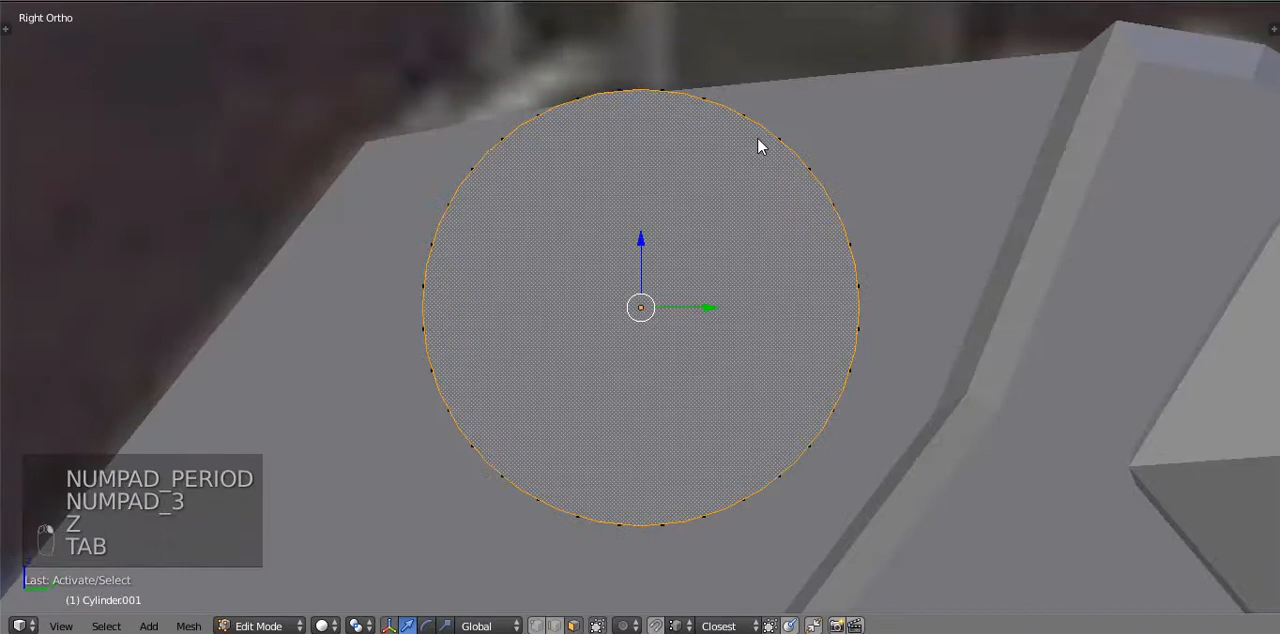 Right Ortho
NUMPAD_PERIOD
NUMPAD_3
Z
TAB
Last: Activate/Select
(1) Cylinder.001
View Select Add Mesh Edit Mode Global Closest